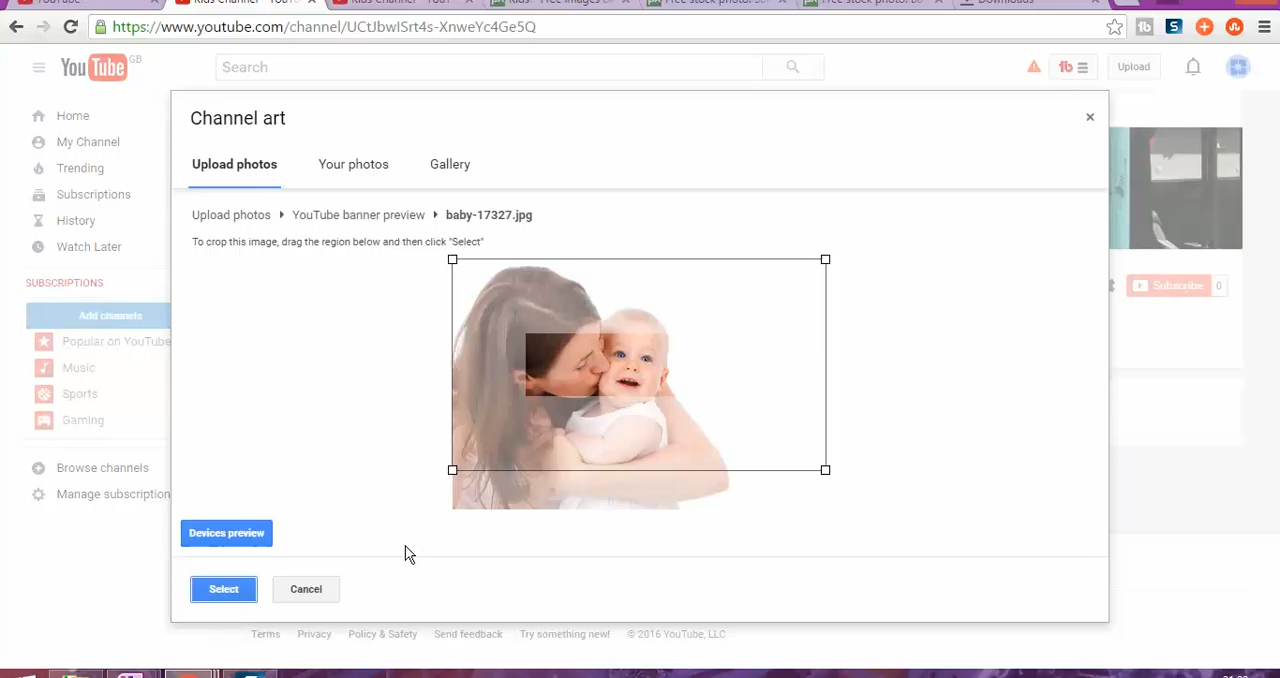 https://www.youtube.com/channel/UCtJbwlSrt4s-XnweYc4Ge5Q
YouTube GB
Search
Upload
Channel art
Upload photos
Your photos
Gallery
Upload photos
YouTube banner preview
baby-17327.jpg
To crop this image, drag the region below and then click "Select"
Home
My Channel
Trending
Subscriptions
History
Watch Later
SUBSCRIPTIONS
Add channels
Popular on YouTube
Music
Sports
Gaming
Browse channels
Manage subscription
Subscribe
0
Devices preview
Select
Cancel
Terms
Privacy
Policy & Safety
Send feedback
Try something new!
© 2016 YouTube, LLC